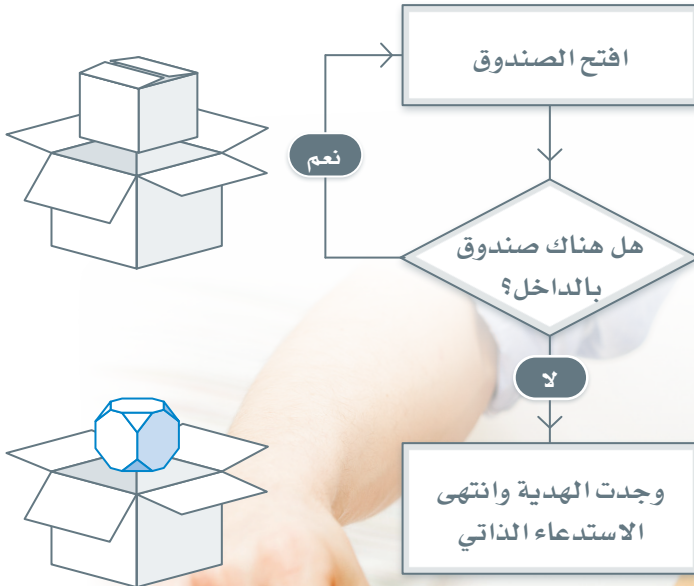 افتح الصندوق
نعم
هل هناك صندوق
بالداخل؟
لا
وجدت الهدية وانتهى
الاستدعاء الذاتي